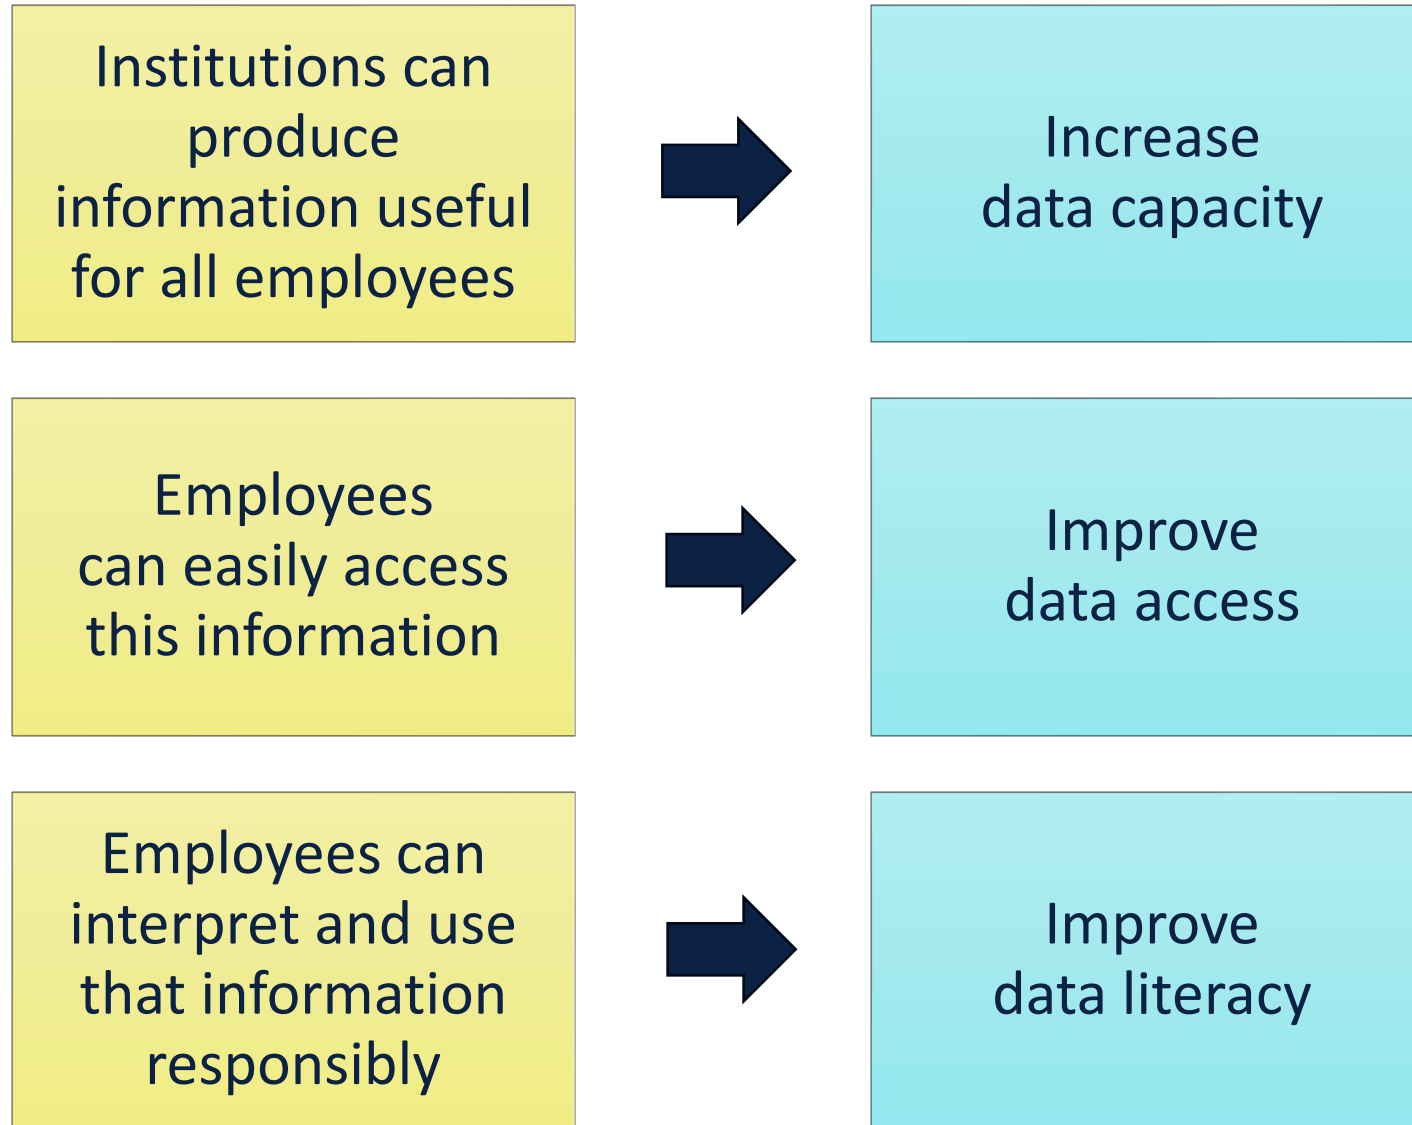 Institutions can
produce
information useful
for all employees
Increase
data capacity
Employees
can easily access
this information
Improve
data access
Employees can
interpret and use
that information
responsibly
Improve
data literacy